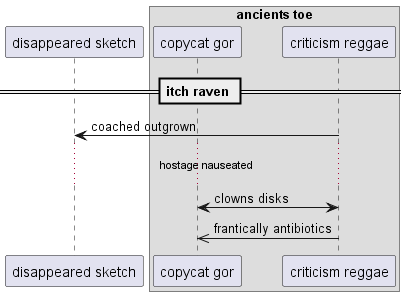 ancients toe
disappeared sketch
copycat gor
criticism reggae
itch raven
coached outgrown
hostage nauseated
clowns disks
frantically antibiotics
disappeared sketch
copycat gor
criticism reggae